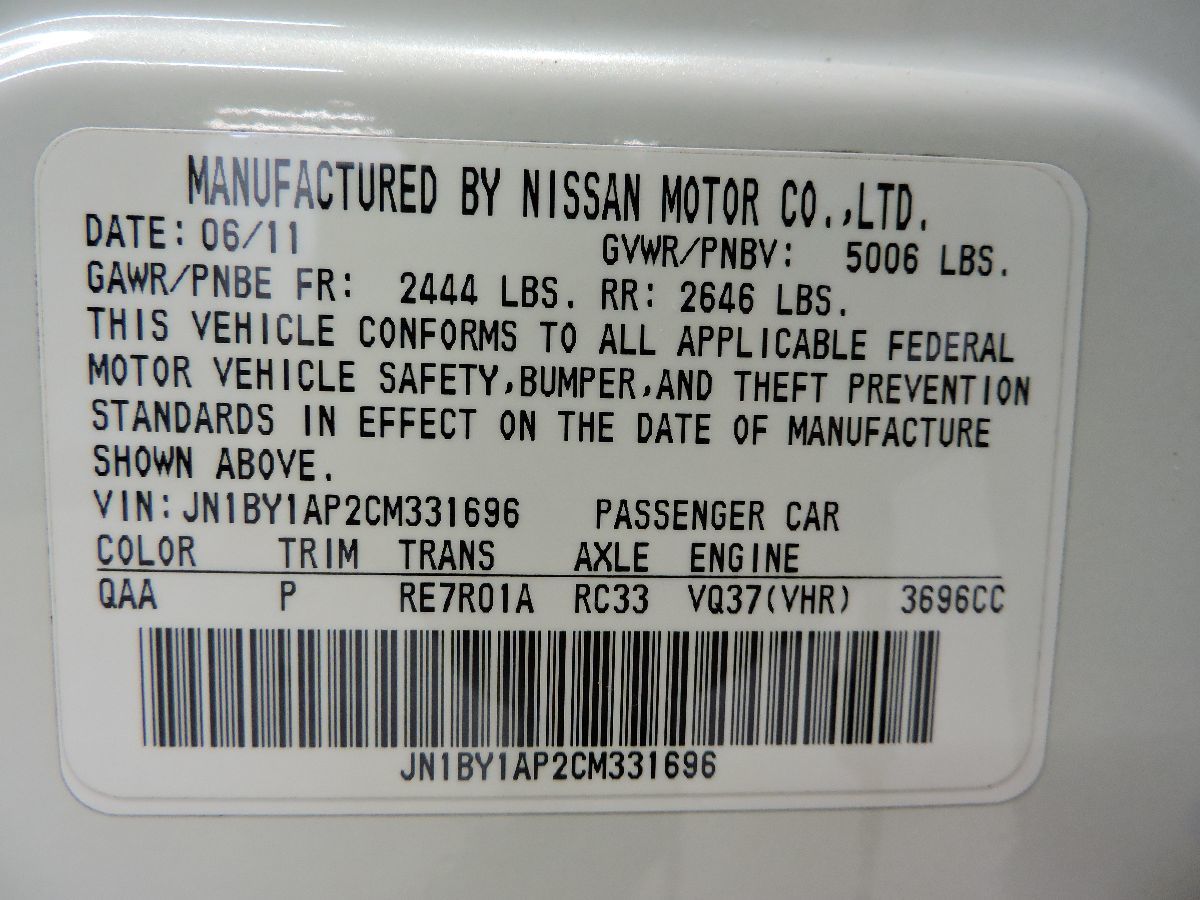 MANUFACTURED BY NISSAN MOTOR CO.,LTD.
DATE: 06/11 GVWR/PNBV: 5006 LBS.
GAWR/PNBE FR: 2444 LBS. RR: 2646 LBS.
THIS VEHICLE CONFORMS TO ALL APPLICABLE FEDERAL
MOTOR VEHICLE SAFETY,BUMPER,AND THEFT PREVENTION
STANDARDS IN EFFECT ON THE DATE OF MANUFACTURE
SHOWN ABOVE.
VIN:JN1BY1AP2CM331696 PASSENGER CAR
COLOR TRIM TRANS AXLE ENGINE
QAA P RE7R01A RC33 VQ37(VHR) 3696CC
JN1BY1AP2CM331696